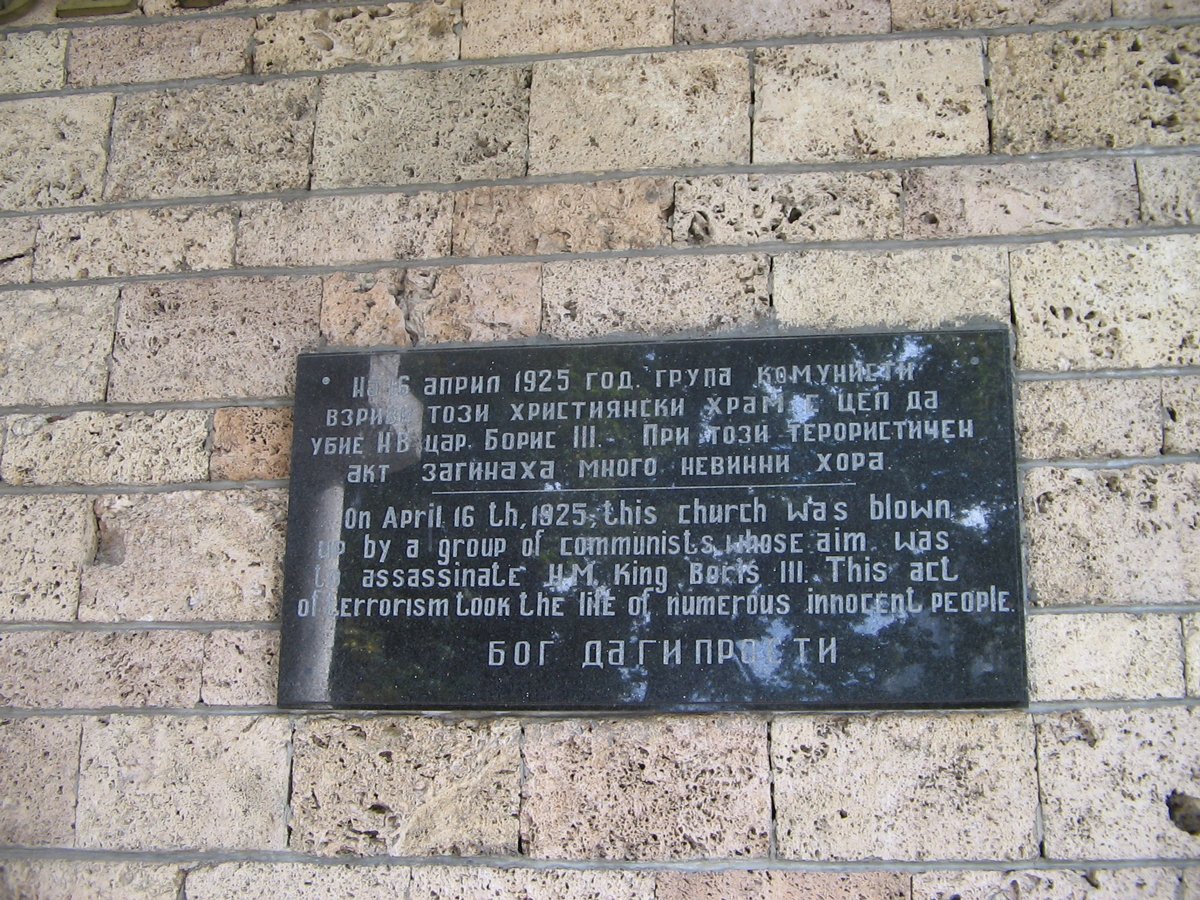 на 16 април 1925 год. група комунисти
взриви този християнски храм с цел да
убие НВ цар Борис III. При този терористичен
акт загинаха много невинни хора.
On April 16 th, 1925, this church was blown
up by a group of communists, whose aim was
to assassinate H.M. King Boris III. This act
of terrorism took the life of numerous innocent people.
БОГ ДА ГИ ПРОСТИ